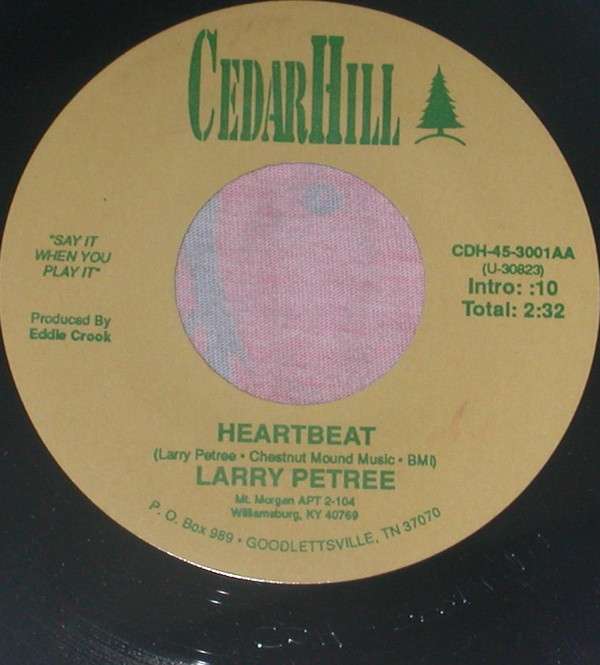 CEDARHILL
"SAY IT
WHEN YOU
PLAY IT"
Produced By
Eddie Crook
CDH-45-3001AA
(U-30823)
Intro: :10
Total: 2:32
HEARTBEAT
(Larry Petree • Chestnut Mound Music • BMI)
LARRY PETREE
Mt. Morgan APT 2-104
Williamsburg, KY 40769
P. O. Box 989 • GOODLETTSVILLE, TN 37070